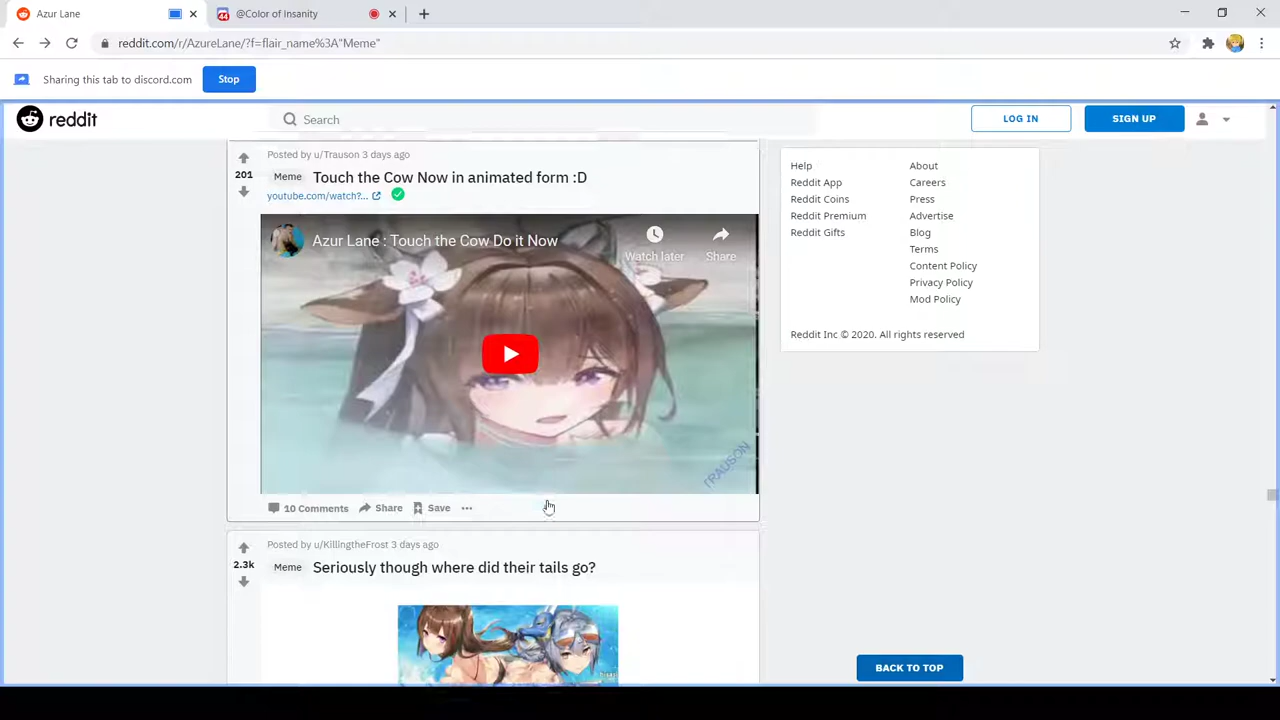 Azur Lane
44
@Color of Insanity
reddit.com/r/AzureLane/?f=flair_name%3A"Meme"
Sharing this tab to discord.com
Stop
reddit
Search
LOG IN
SIGN UP
Posted by u/Trauson 3 days ago
201
Meme
Touch the Cow Now in animated form :D
youtube.com/watch?...
Azur Lane : Touch the Cow Do it Now
Watch later
Share
TRAUSON
10 Comments
Share
Save
Posted by u/KillingtheFrost 3 days ago
2.3k
Meme
Seriously though where did their tails go?
Help
About
Reddit App
Careers
Reddit Coins
Press
Reddit Premium
Advertise
Reddit Gifts
Blog
Terms
Content Policy
Privacy Policy
Mod Policy
Reddit Inc © 2020. All rights reserved
BACK TO TOP